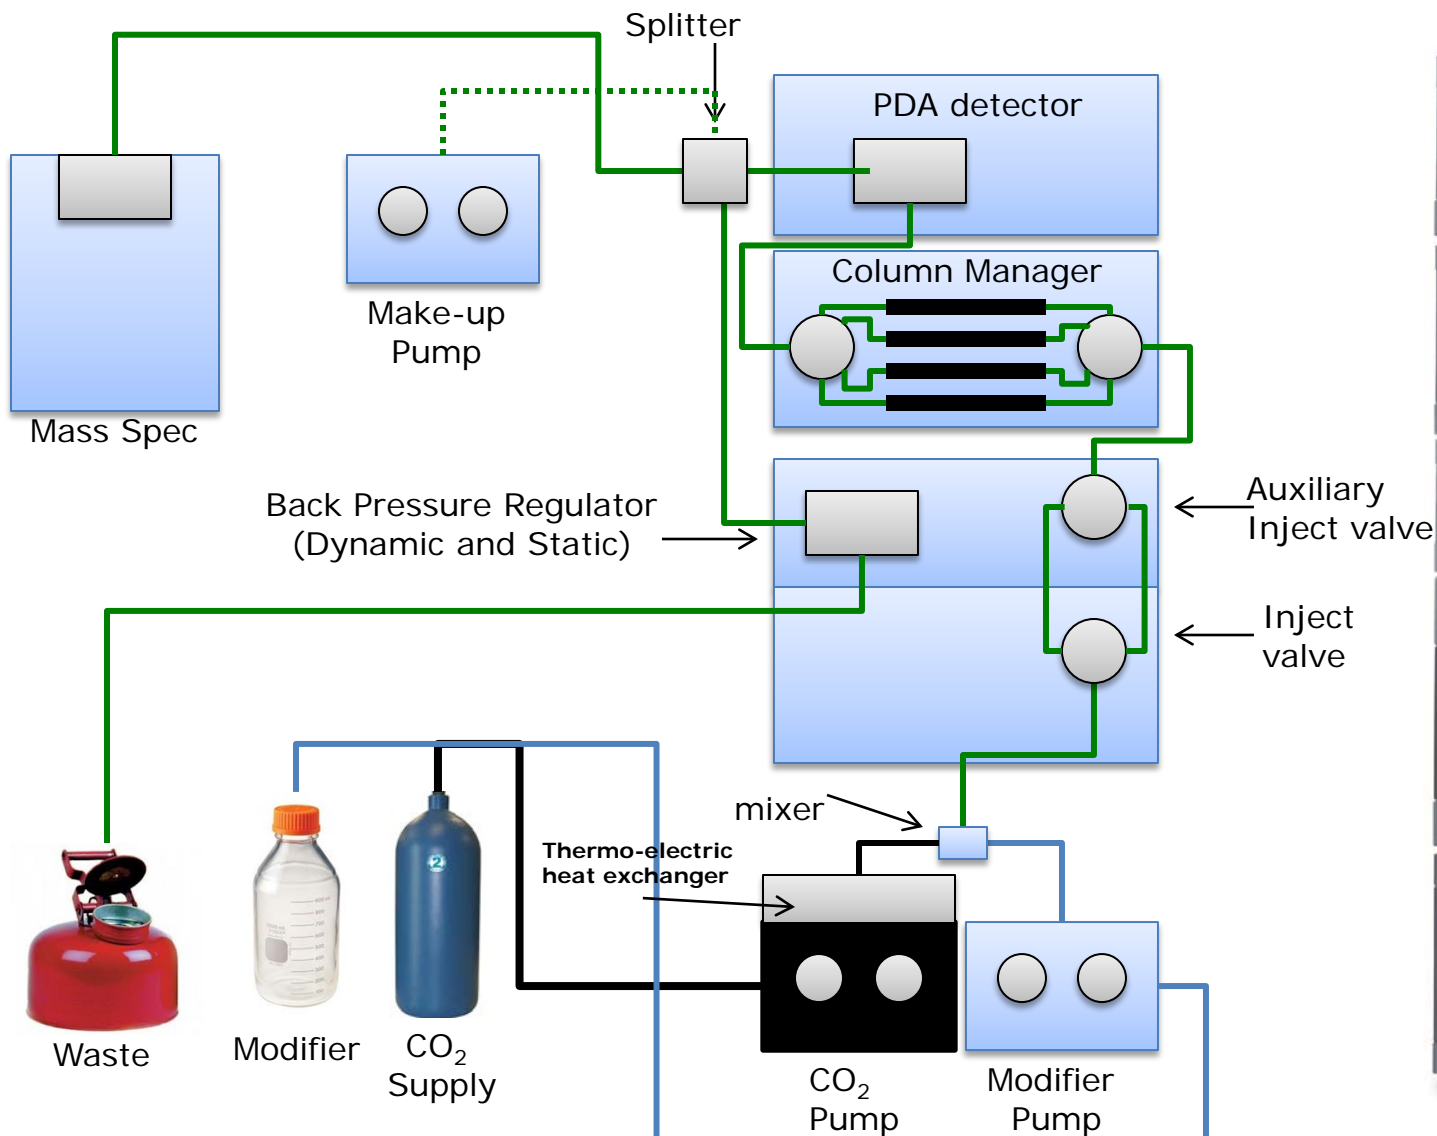 Splitter
PDA detector
Column Manager
Make-up
Pump
Mass Spec
Back Pressure Regulator
(Dynamic and Static)
Auxiliary
Inject valve
Inject
valve
mixer
Thermo-electric
heat exchanger
2
Waste
Modifier
CO₂
Supply
CO₂
Pump
Modifier
Pump